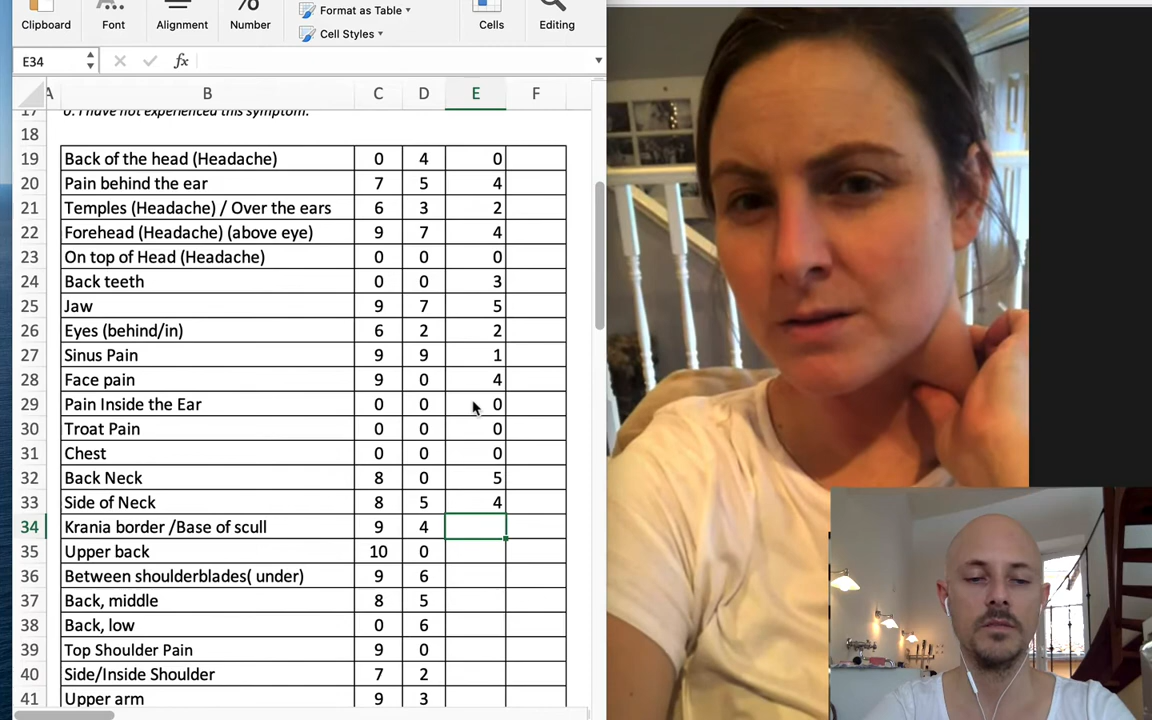 Clipboard
Font
Alignment
%
Number
Format as Table
Cell Styles
Cells
Editing
E34
fx
A B C D E F
17 0. I have not experienced this symptom.
18
19 Back of the head (Headache) 0 4 0
20 Pain behind the ear 7 5 4
21 Temples (Headache) / Over the ears 6 3 2
22 Forehead (Headache) (above eye) 9 7 4
23 On top of Head (Headache) 0 0 0
24 Back teeth 0 0 3
25 Jaw 9 7 5
26 Eyes (behind/in) 6 2 2
27 Sinus Pain 9 9 1
28 Face pain 9 0 4
29 Pain Inside the Ear 0 0 0
30 Troat Pain 0 0 0
31 Chest 0 0 0
32 Back Neck 8 0 5
33 Side of Neck 8 5 4
34 Krania border /Base of scull 9 4
35 Upper back 10 0
36 Between shoulderblades( under) 9 6
37 Back, middle 8 5
38 Back, low 0 6
39 Top Shoulder Pain 9 0
40 Side/Inside Shoulder 7 2
41 Upper arm 9 3